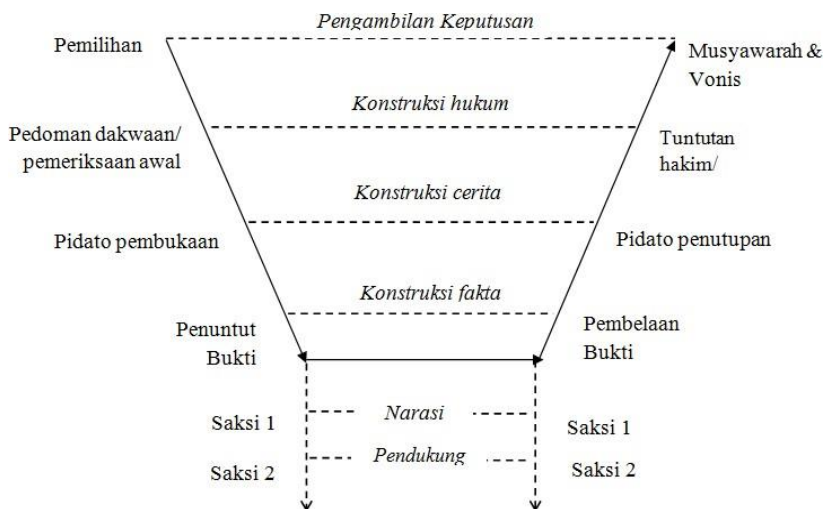 Pengambilan Keputusan
Pemilihan
Musyawarah &
Vonis
Konstruksi hukum
Pedoman dakwaan/
pemeriksaan awal
Tuntutan
hakim/
Konstruksi cerita
Pidato pembukaan
Pidato penutupan
Konstruksi fakta
Penuntut
Bukti
Pembelaan
Bukti
Saksi 1
Narasi
Saksi 1
Saksi 2
Pendukung
Saksi 2